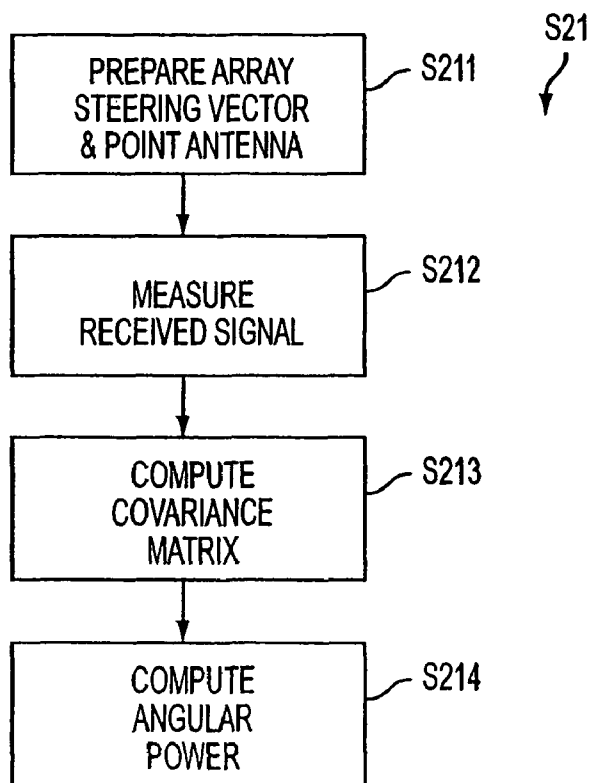 S21
PREPARE ARRAY
STEERING VECTOR
& POINT ANTENNA
S211
MEASURE
RECEIVED SIGNAL
S212
COMPUTE
COVARIANCE
MATRIX
S213
COMPUTE
ANGULAR
POWER
S214